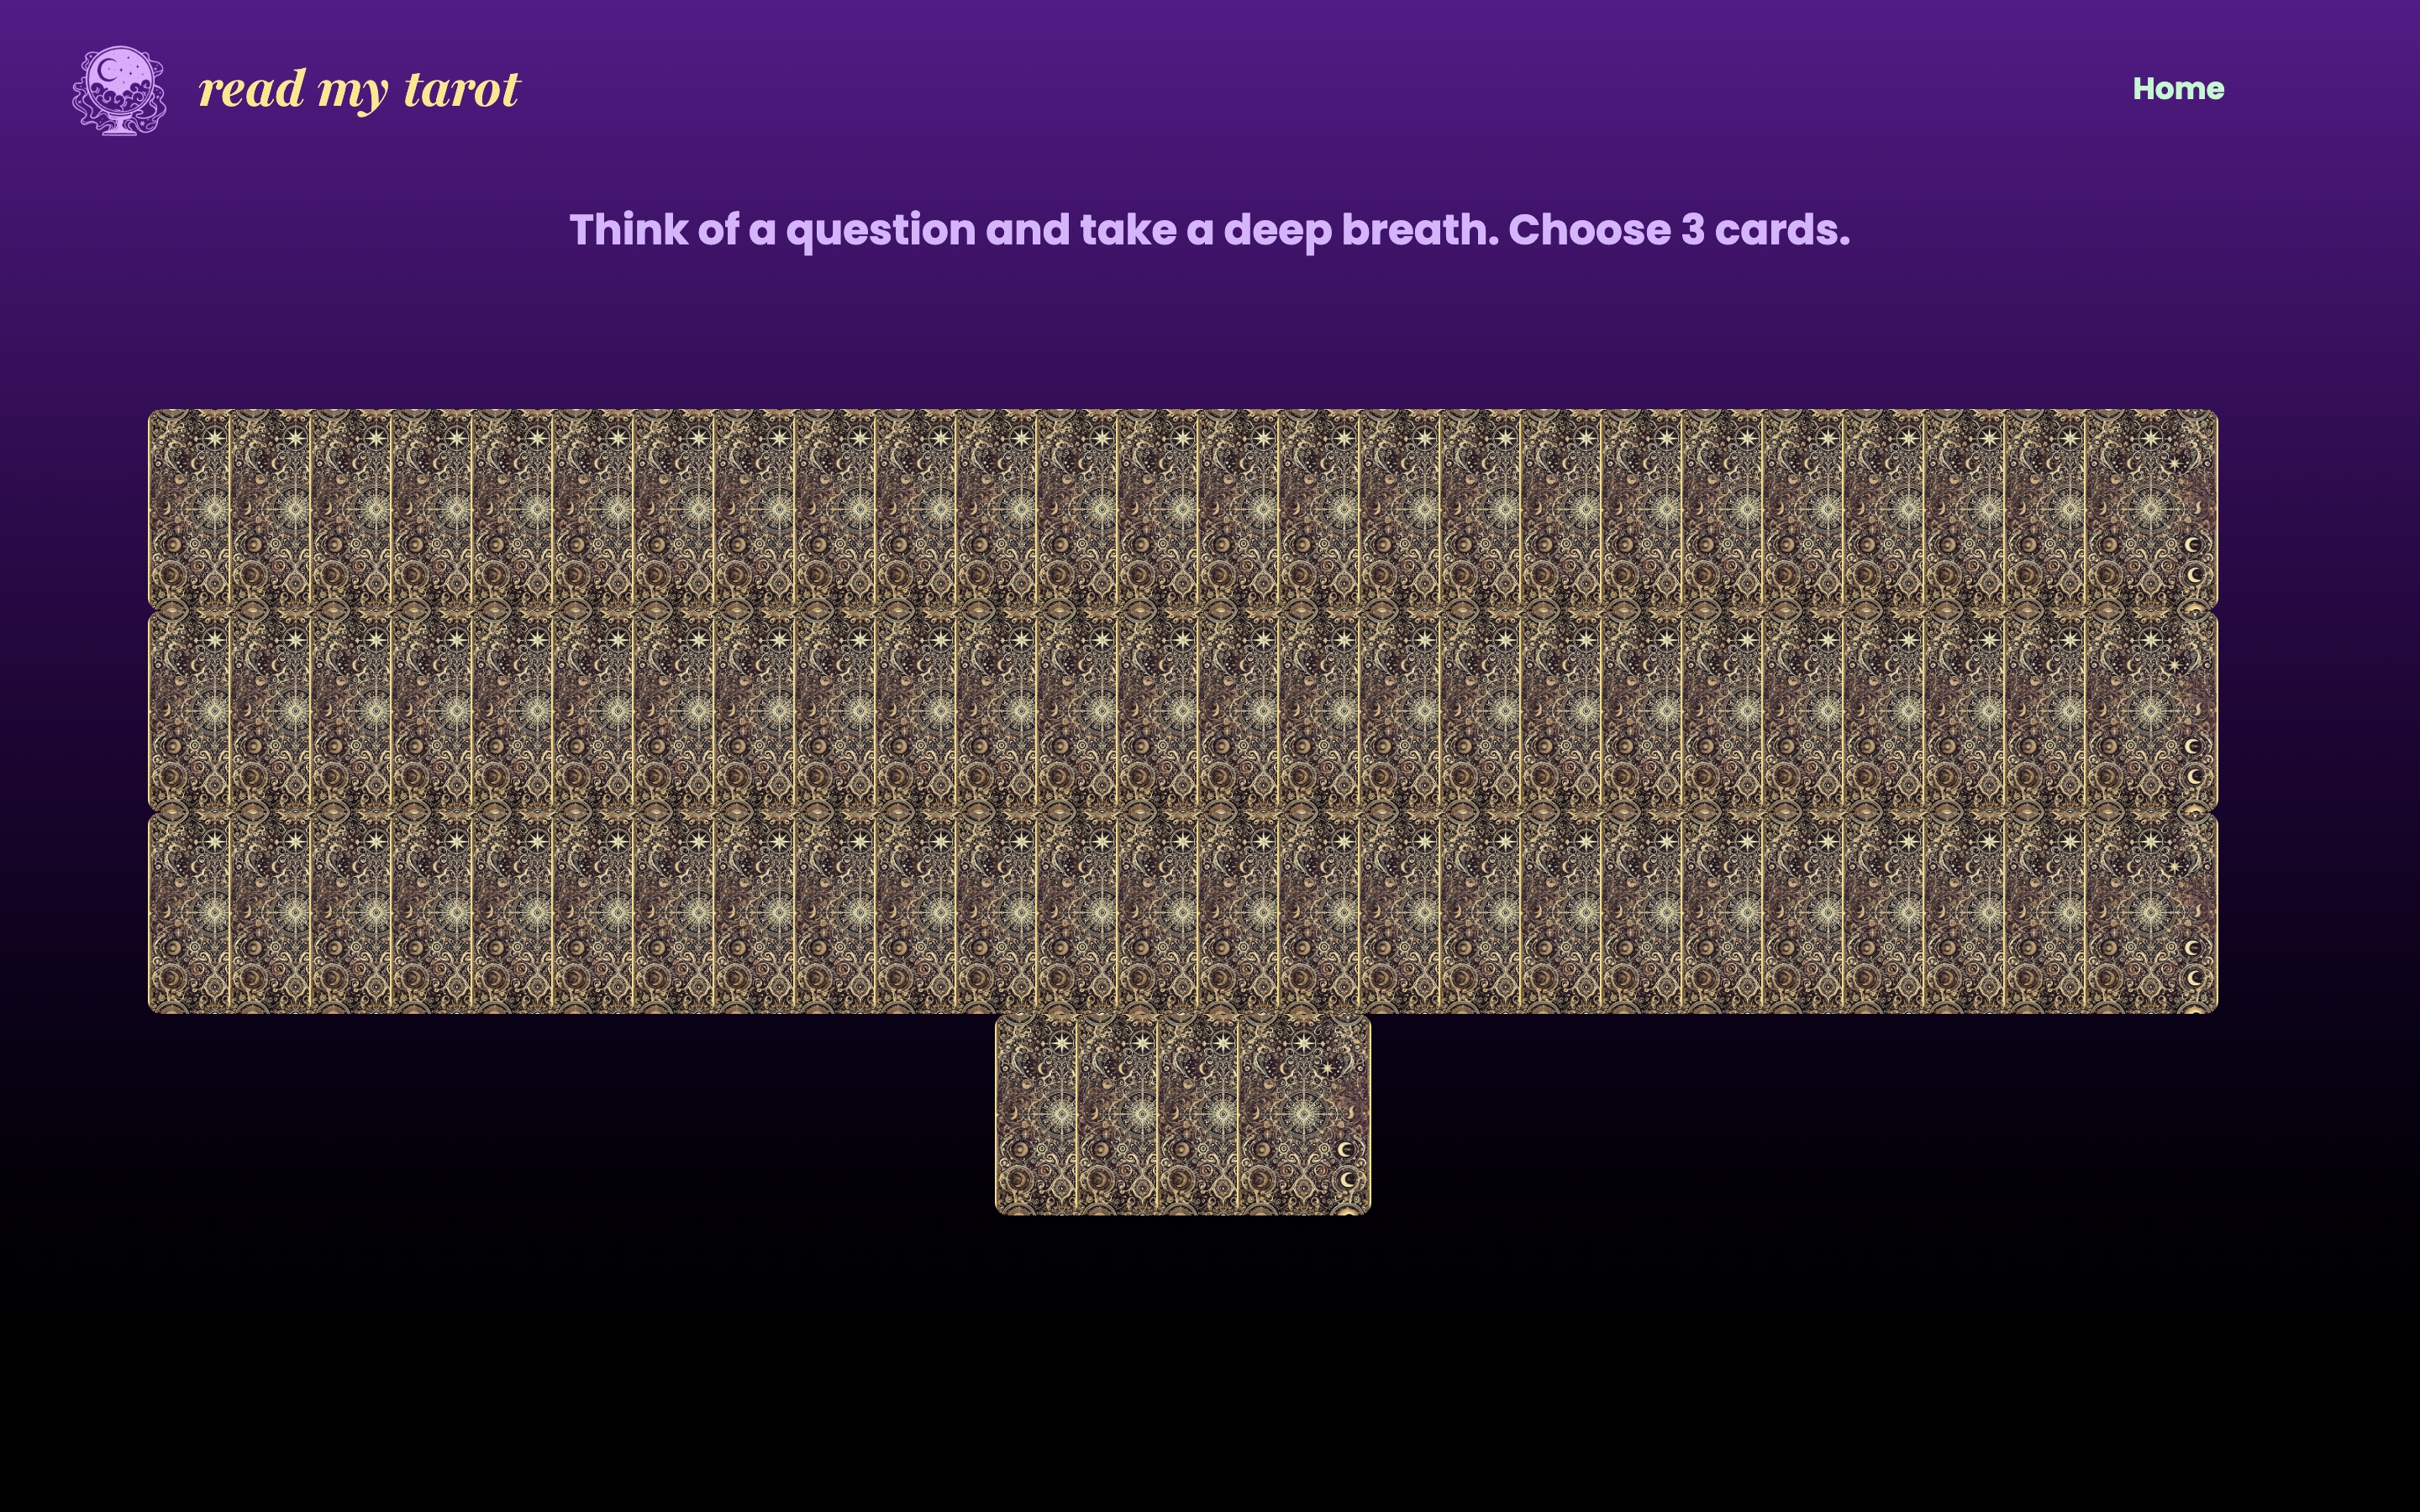 read my tarot
Home
Think of a question and take a deep breath. Choose 3 cards.